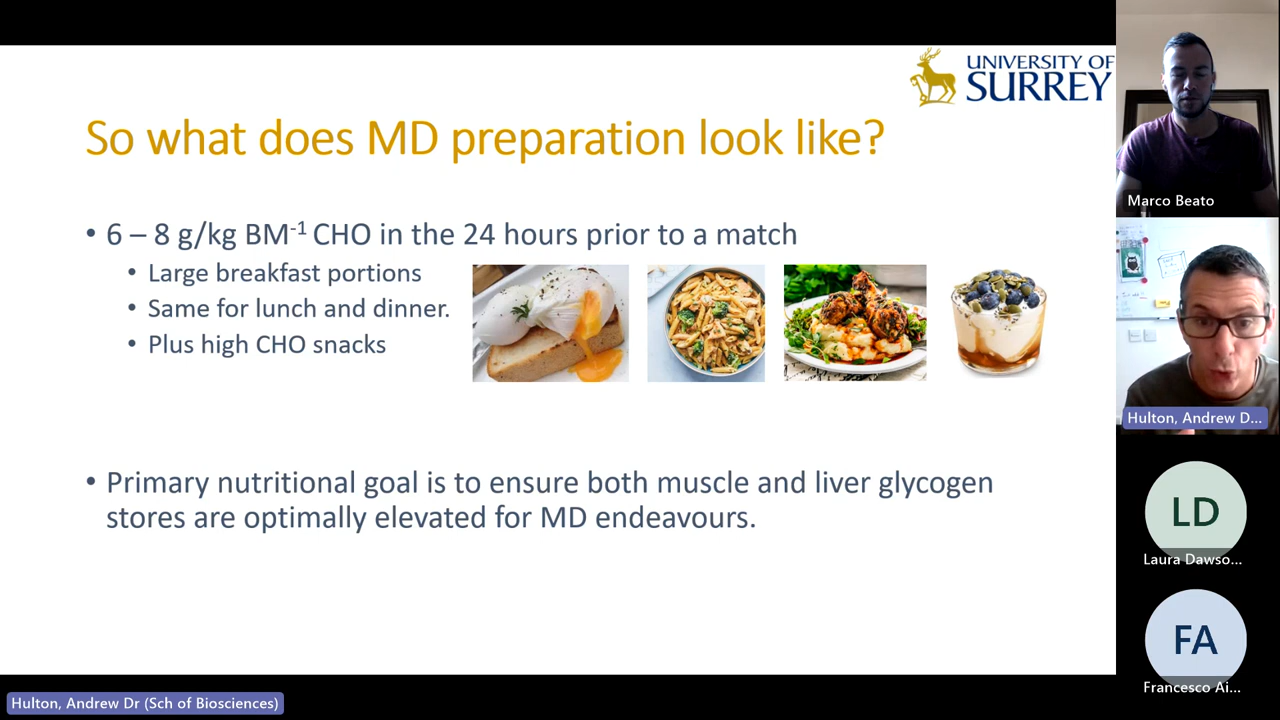 UNIVERSITY OF
SURREY
So what does MD preparation look like?
• 6 – 8 g/kg BM⁻¹ CHO in the 24 hours prior to a match
• Large breakfast portions
• Same for lunch and dinner.
• Plus high CHO snacks
• Primary nutritional goal is to ensure both muscle and liver glycogen
stores are optimally elevated for MD endeavours.
Marco Beato
Hulton, Andrew D...
LD
Laura Dawso...
FA
Francesco Ai...
Hulton, Andrew Dr (Sch of Biosciences)